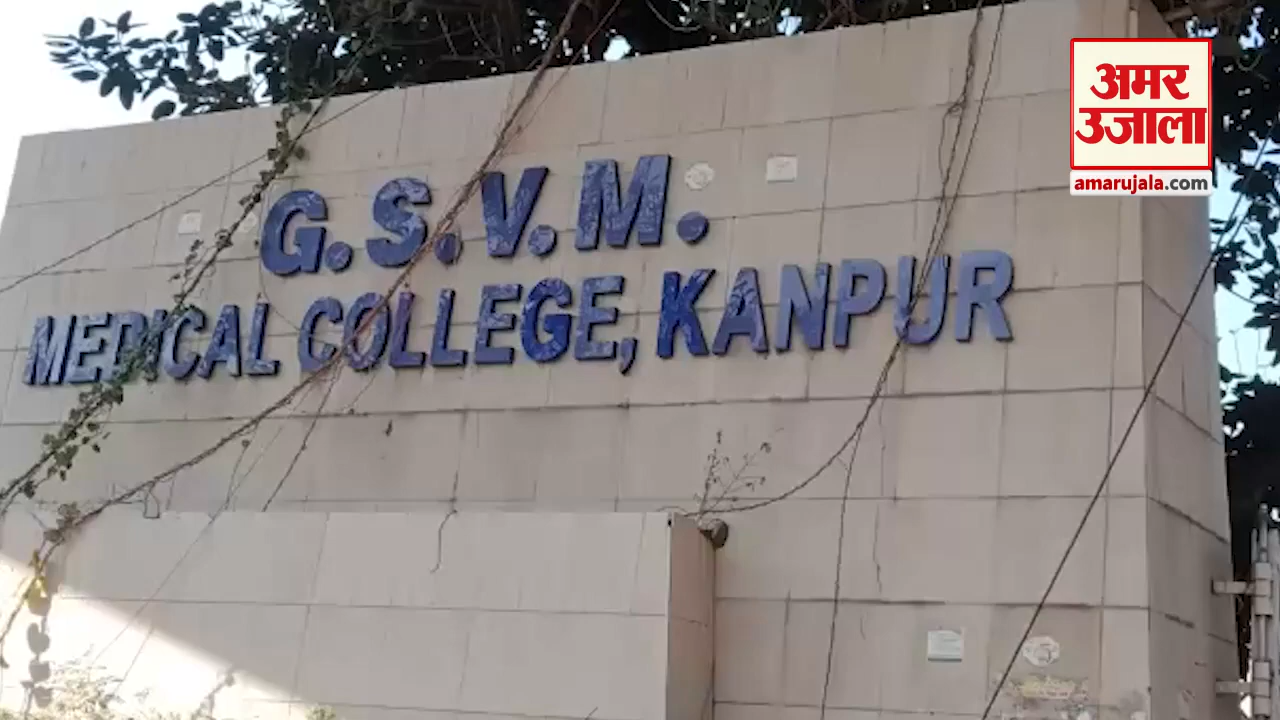 अमर
उजाला
amarujala.com
G.S.V.M.
MEDICAL COLLEGE, KANPUR